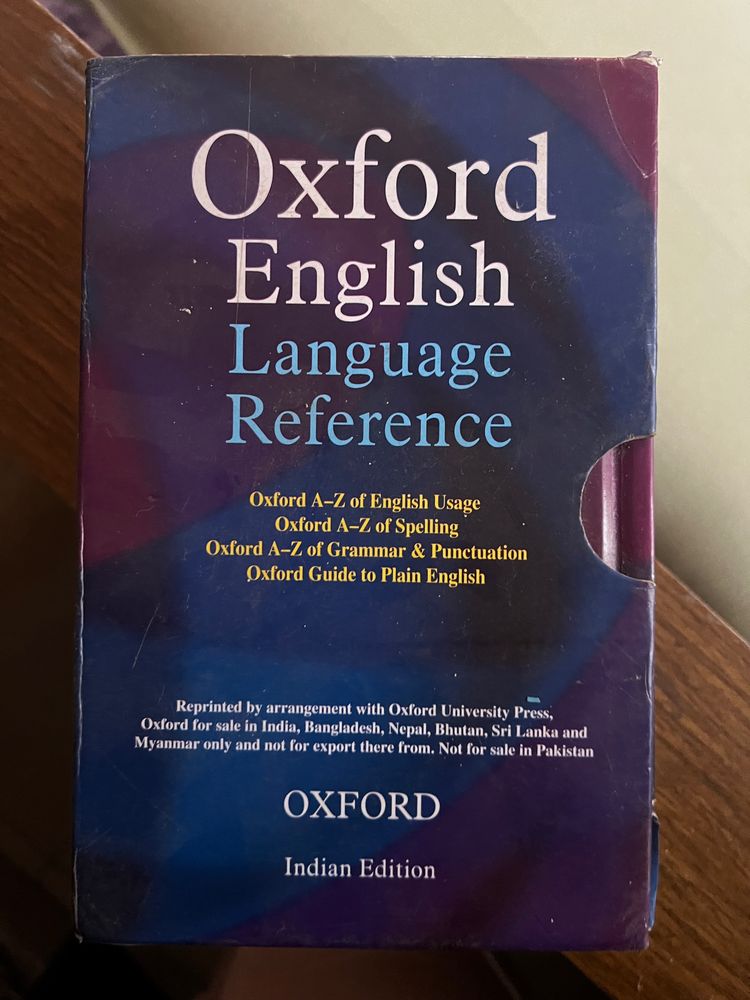 Oxford
English
Language
Reference
Oxford A–Z of English Usage
Oxford A–Z of Spelling
Oxford A–Z of Grammar & Punctuation
Oxford Guide to Plain English
Reprinted by arrangement with Oxford University Press,
Oxford for sale in India, Bangladesh, Nepal, Bhutan, Sri Lanka and
Myanmar only and not for export there from. Not for sale in Pakistan
OXFORD
Indian Edition